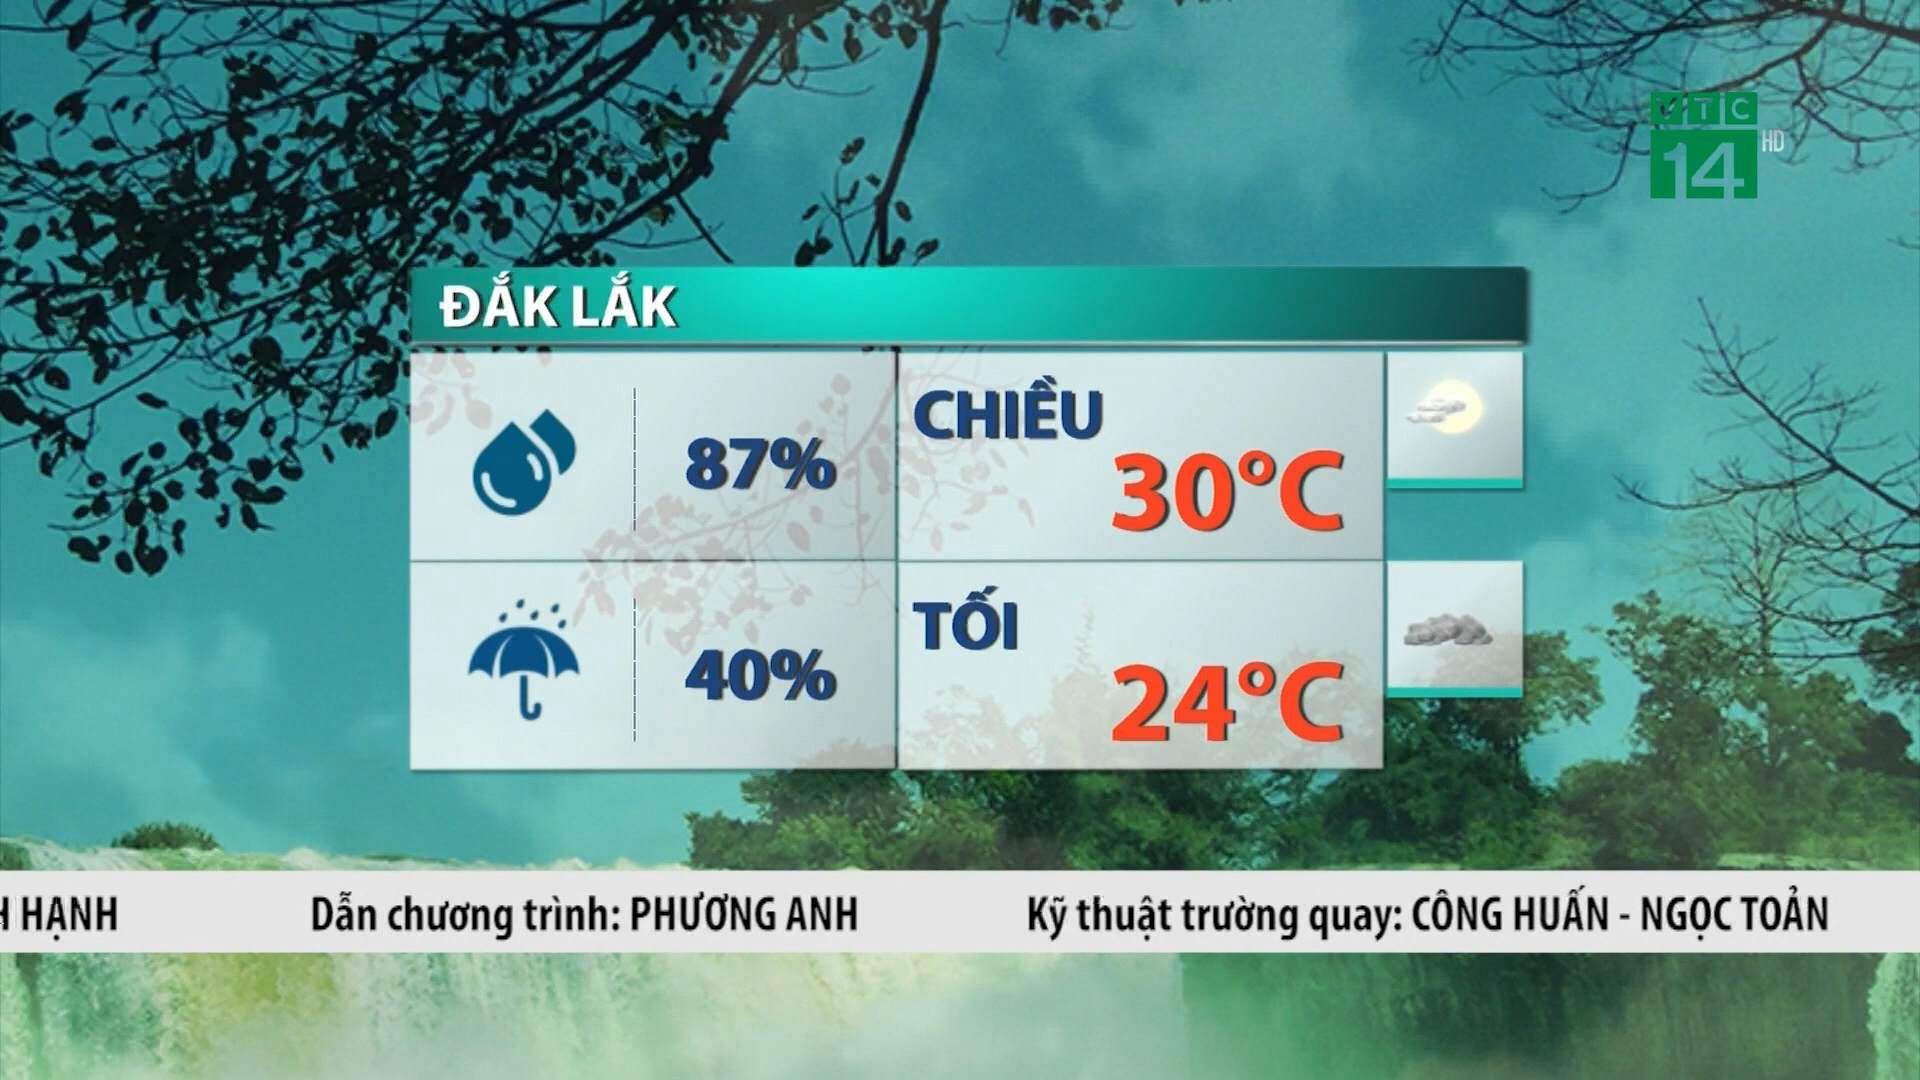 VTC
14 HD
ĐẮK LẮK
87%
CHIỀU
30°C
40%
TỐI
24°C
HẠNH Dẫn chương trình: PHƯƠNG ANH Kỹ thuật trường quay: CÔNG HUẤN - NGỌC TOẢN